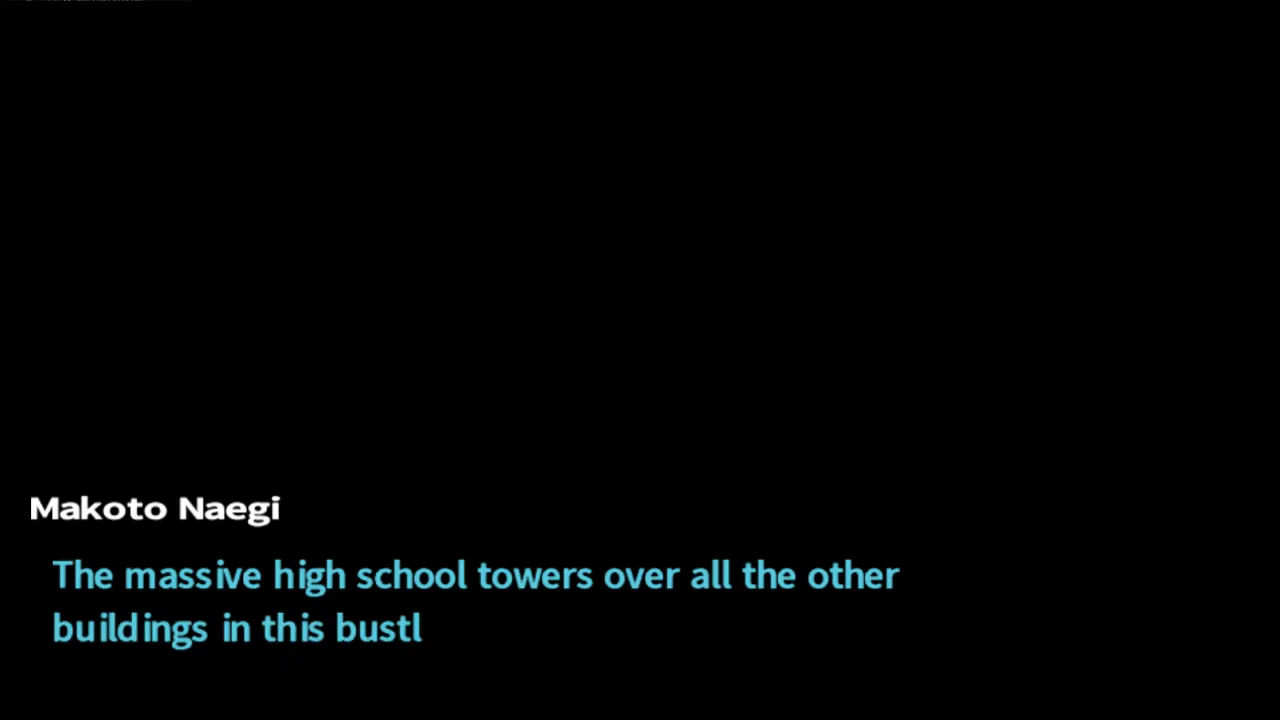 Makoto Naegi
The massive high school towers over all the other
buildings in this bustl